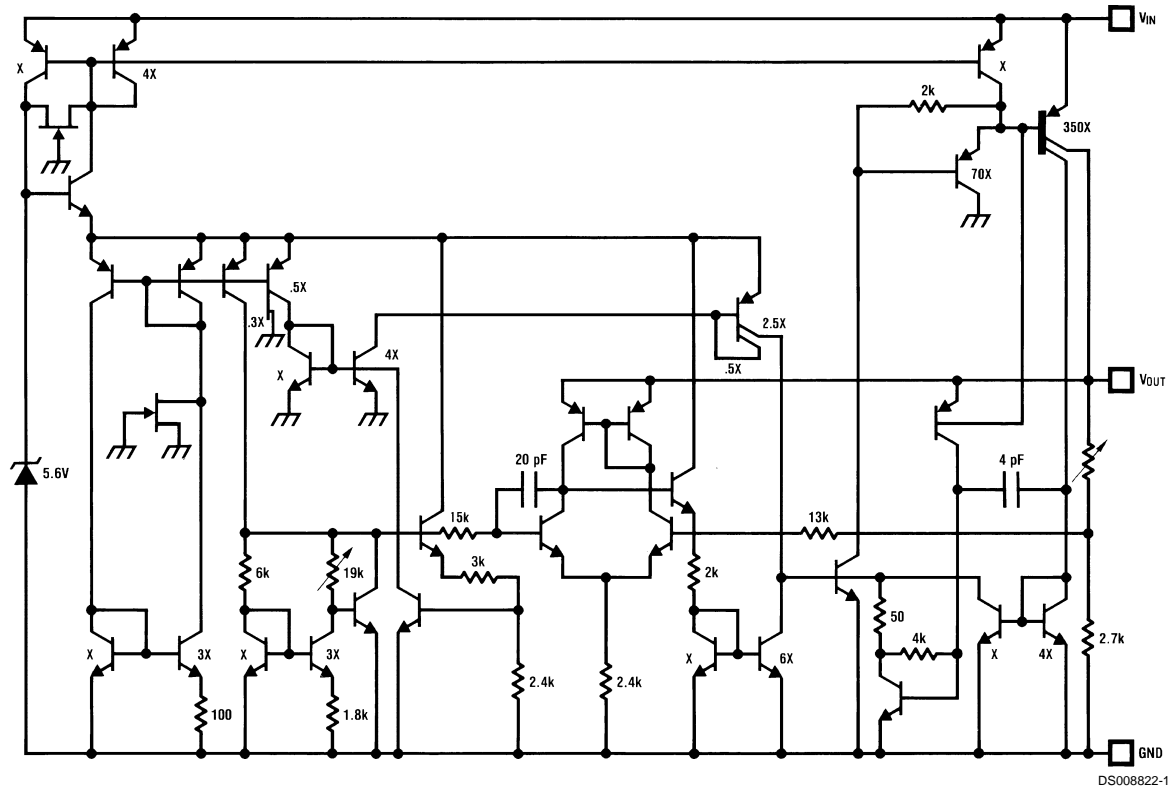 VIN
X
4X
X
2k
350X
70X
.5X
.3X
2.5X
4X
X
.5X
VOUT
5.6V
20 pF
4 pF
15k
13k
3k
6k
19k
2k
50
4k
X
3X
X
3X
X
6X
X
4X
2.7k
2.4k
2.4k
100
1.8k
GND
DS008822-1